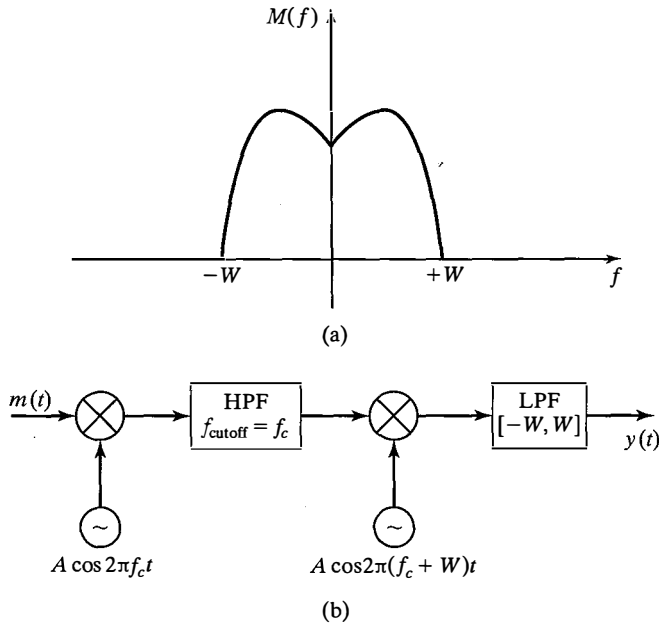 M(f)
−W
+W
f
(a)
m(t)
HPF
f_cutoff = f_c
LPF
[−W, W]
y(t)
~
~
A cos 2πf_c t
A cos2π(f_c + W)t
(b)